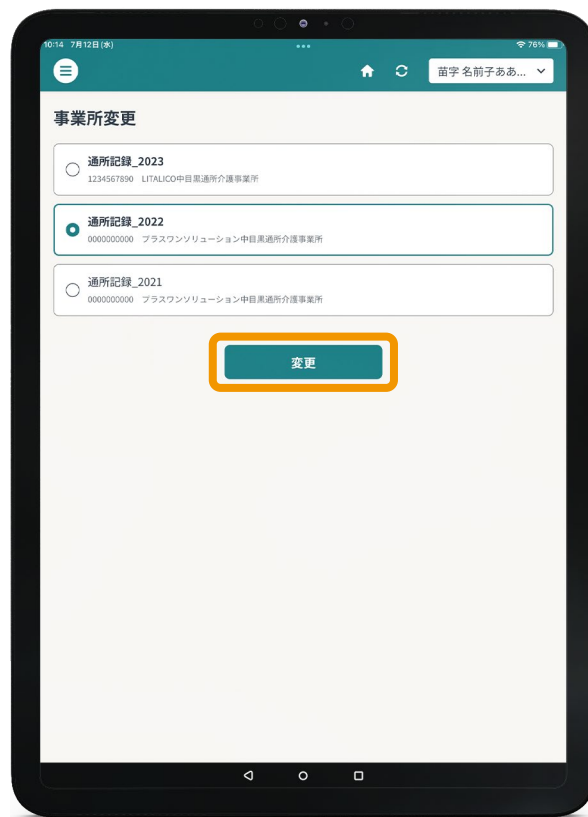 10:14 7月12日(水)
76%
苗字 名前子ああ...
事業所変更
通所記録_2023
1234567890 LITALICO中目黒通所介護事業所
通所記録_2022
0000000000 プラスワンソリューション中目黒通所介護事業所
通所記録_2021
0000000000 プラスワンソリューション中目黒通所介護事業所
変更